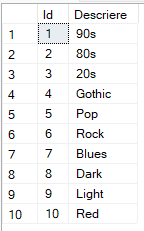 Id Descriere
1 1 90s
2 2 80s
3 3 20s
4 4 Gothic
5 5 Pop
6 6 Rock
7 7 Blues
8 8 Dark
9 9 Light
10 10 Red